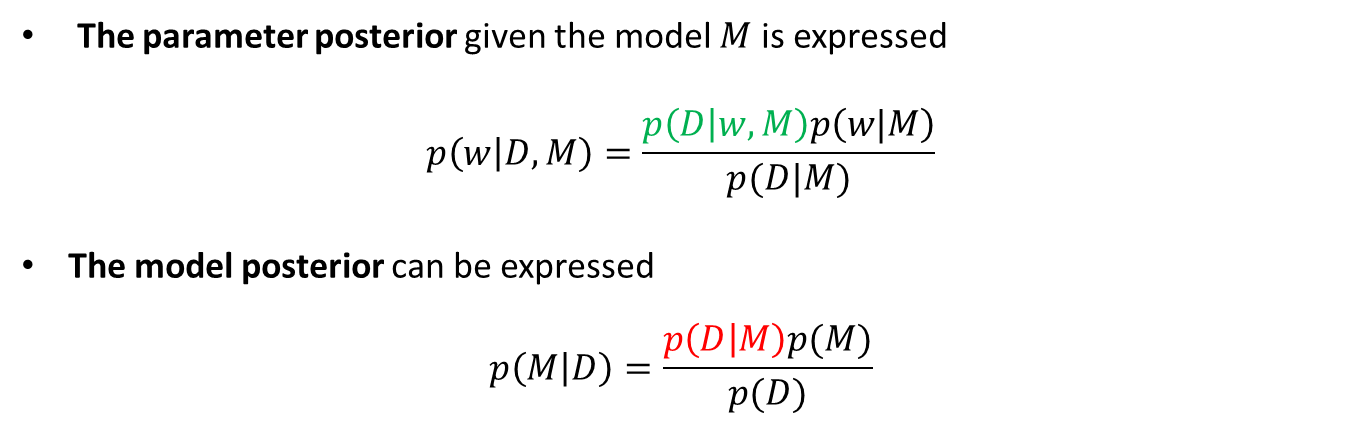 • The parameter posterior given the model 𝑀 is expressed
𝑝(𝑤|𝐷, 𝑀) = 𝑝(𝐷|𝑤, 𝑀)𝑝(𝑤|𝑀) / 𝑝(𝐷|𝑀)
• The model posterior can be expressed
𝑝(𝑀|𝐷) = 𝑝(𝐷|𝑀)𝑝(𝑀) / 𝑝(𝐷)